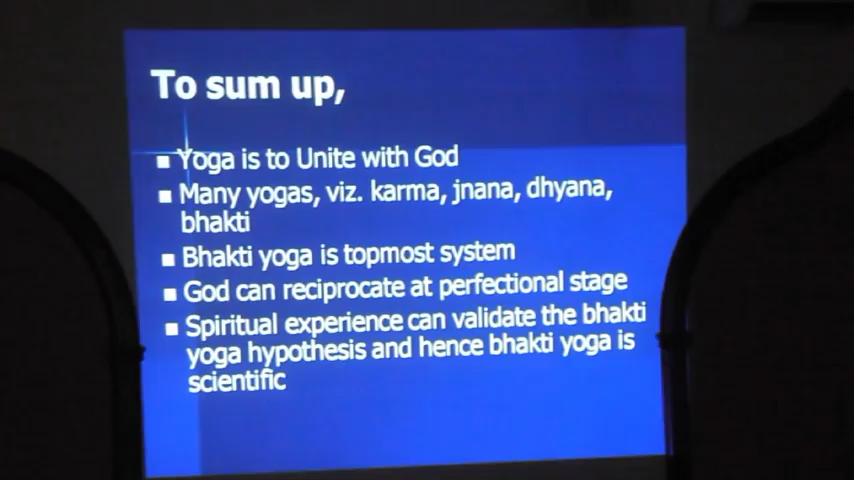 To sum up,
■ Yoga is to Unite with God
■ Many yogas, viz. karma, jnana, dhyana,
bhakti
■ Bhakti yoga is topmost system
■ God can reciprocate at perfectional stage
■ Spiritual experience can validate the bhakti
yoga hypothesis and hence bhakti yoga is
scientific